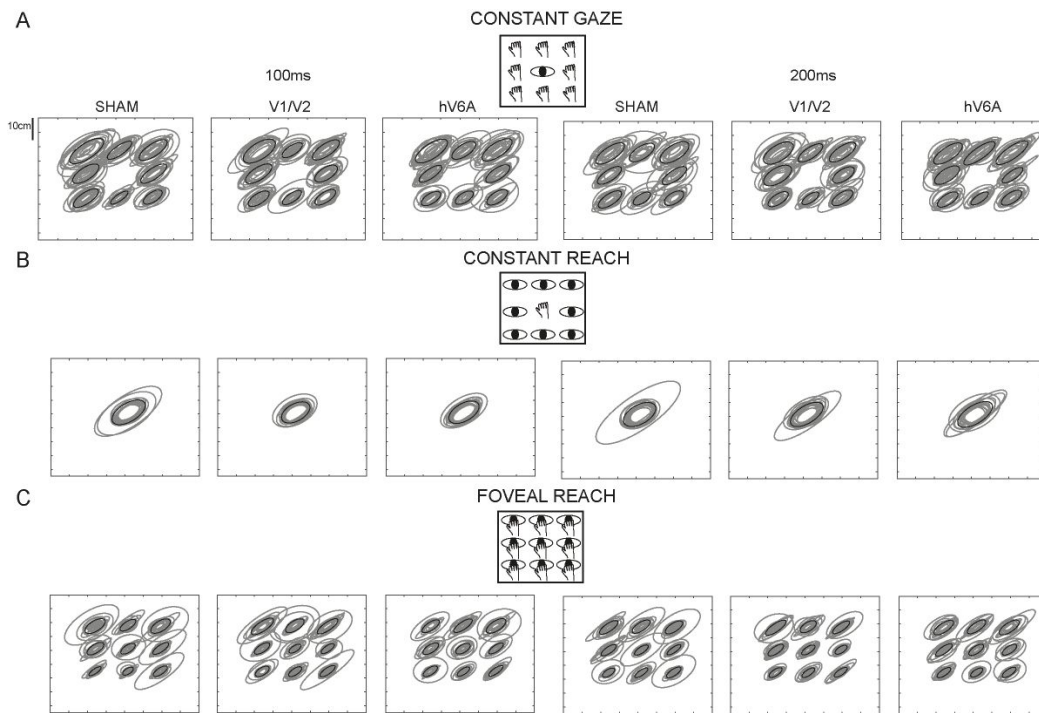 A
CONSTANT GAZE
100ms
200ms
SHAM
V1/V2
hV6A
SHAM
V1/V2
hV6A
10cm
B
CONSTANT REACH
C
FOVEAL REACH